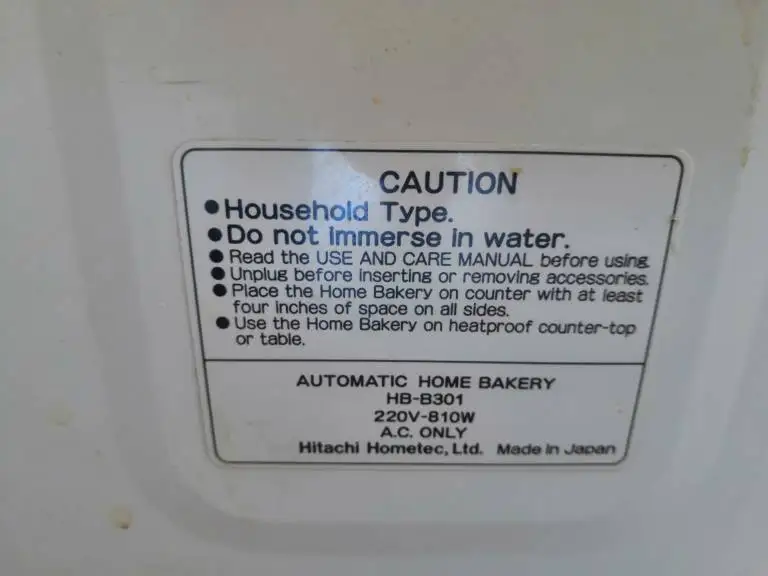 CAUTION
● Household Type.
● Do not immerse in water.
● Read the USE AND CARE MANUAL before using.
● Unplug before inserting or removing accessories.
● Place the Home Bakery on counter with at least
four inches of space on all sides.
● Use the Home Bakery on heatproof counter-top
or table.
AUTOMATIC HOME BAKERY
HB-B301
220V-810W
A.C. ONLY
Hitachi Hometec, Ltd. Made in Japan